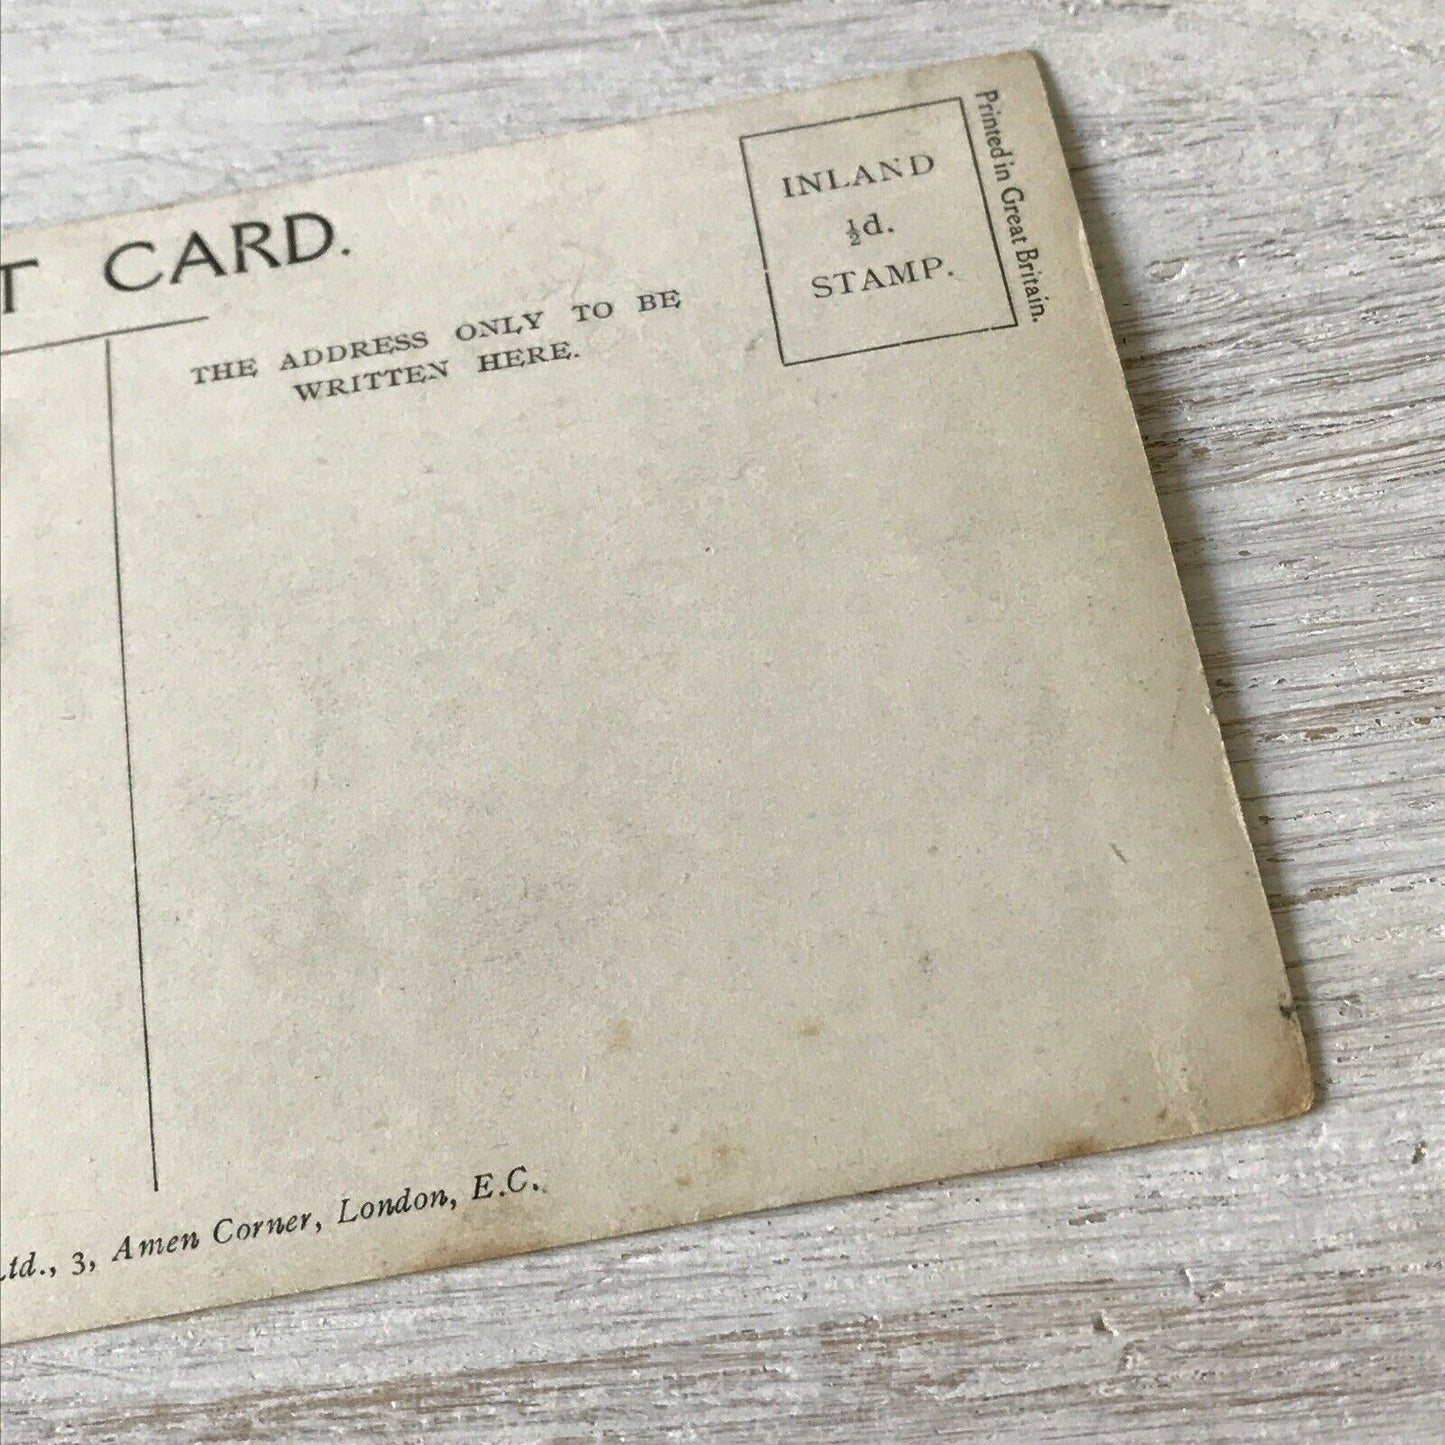 T CARD.
THE ADDRESS ONLY TO BE
WRITTEN HERE.
INLAND
½d.
STAMP.
Printed in Great Britain.
Ltd., 3, Amen Corner, London, E.C.